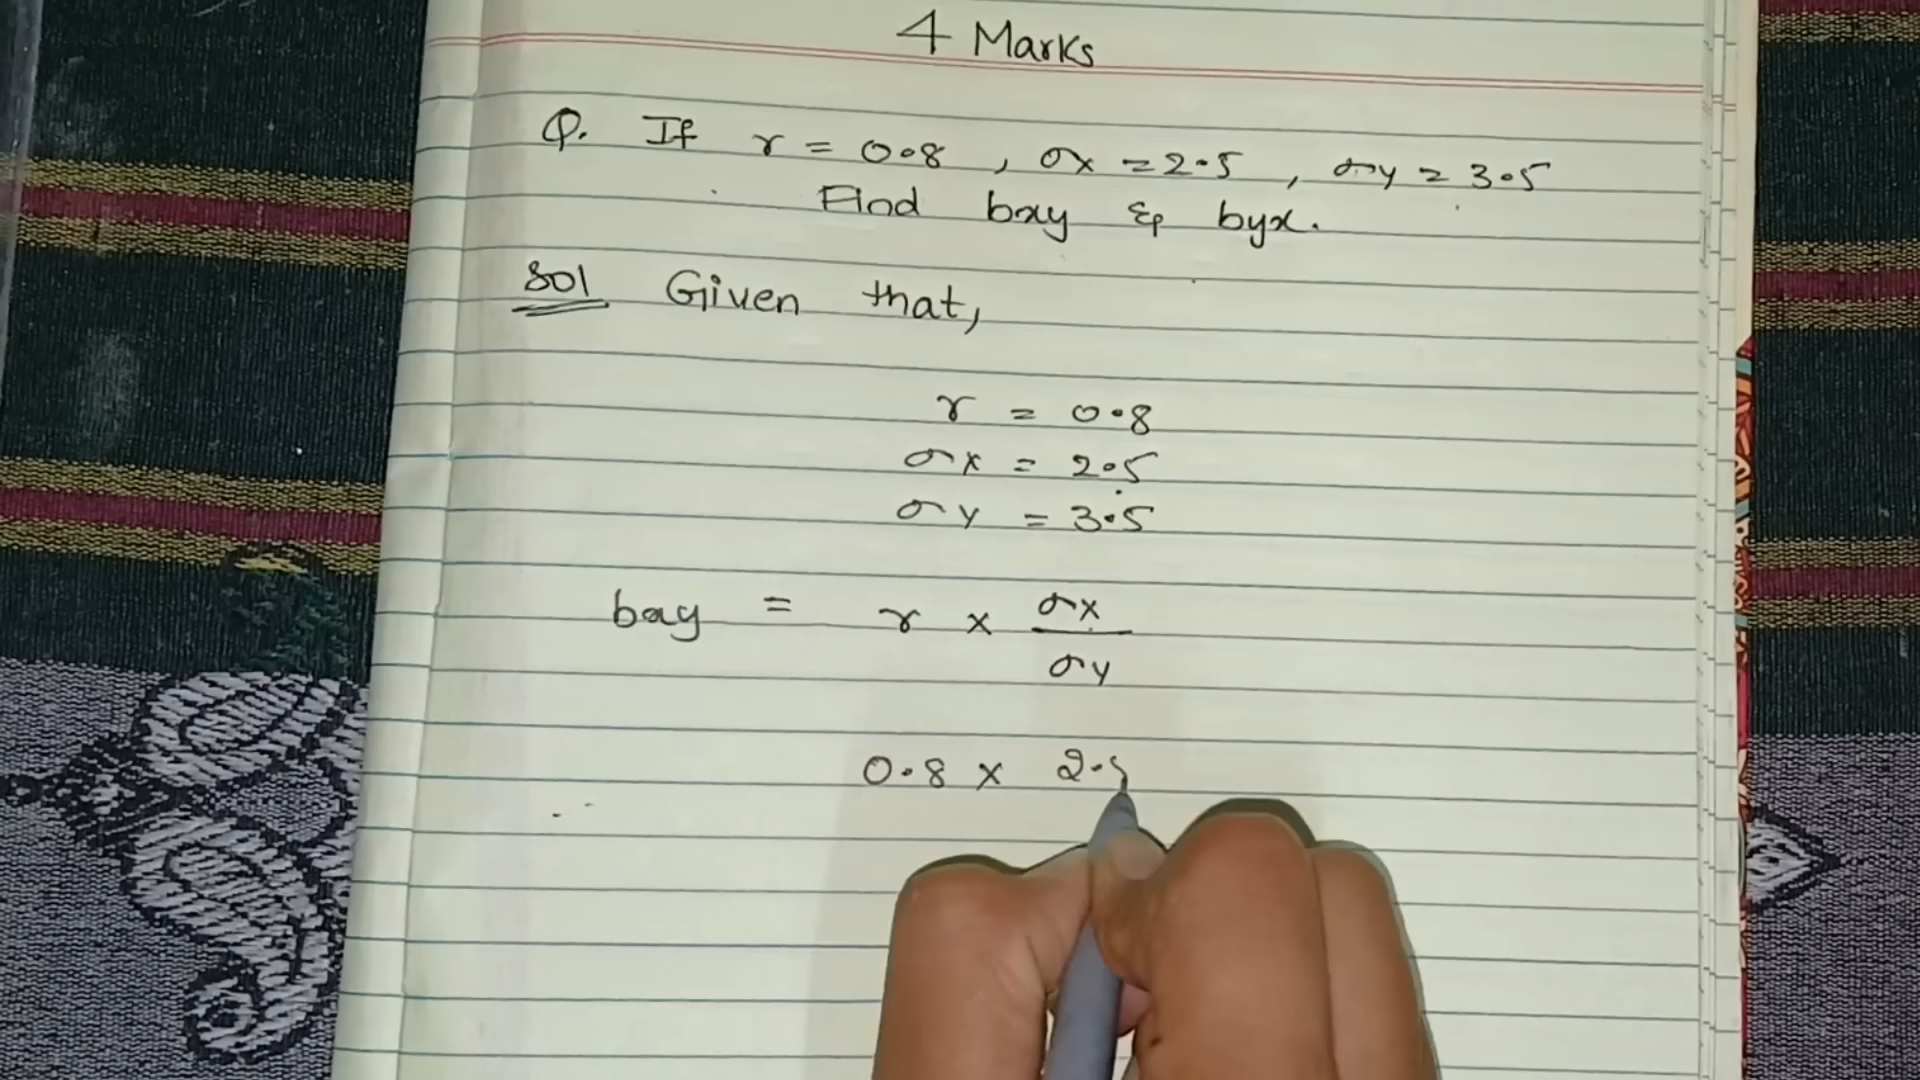 4 Marks
Q. If r = 0.8 , σx = 2.5 , σy = 3.5
Find bxy & byx.
Sol Given that,
r = 0.8
σx = 2.5
σy = 3.5
bxy = r × σx
σy
0.8 × 2.5